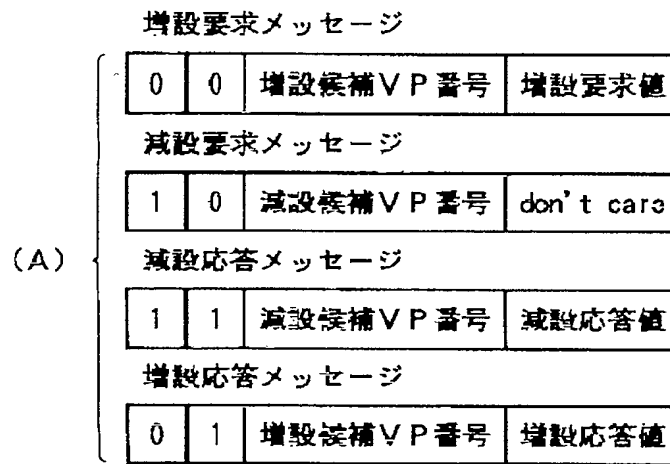 増設要求メッセージ
0 0 増設候補VP番号 増設要求値
減設要求メッセージ
1 0 減設候補VP番号 don't care
(A)
減設応答メッセージ
1 1 減設候補VP番号 減設応答値
増設応答メッセージ
0 1 増設候補VP番号 増設応答値